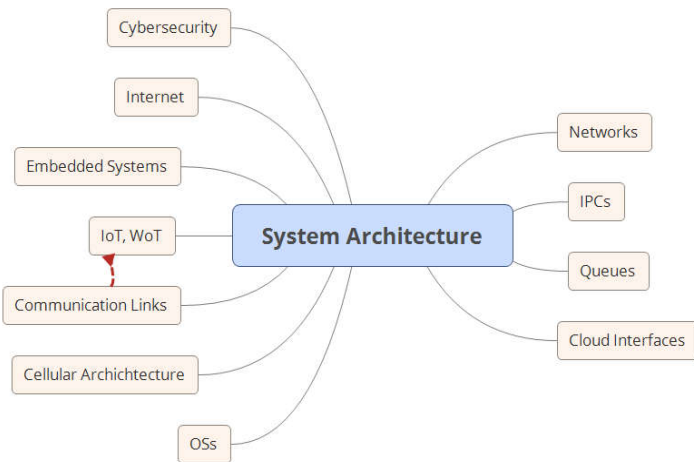 Cybersecurity
Internet
Embedded Systems
IoT, WoT
Communication Links
Cellular Archichtecture
OSs
System Architecture
Networks
IPCs
Queues
Cloud Interfaces